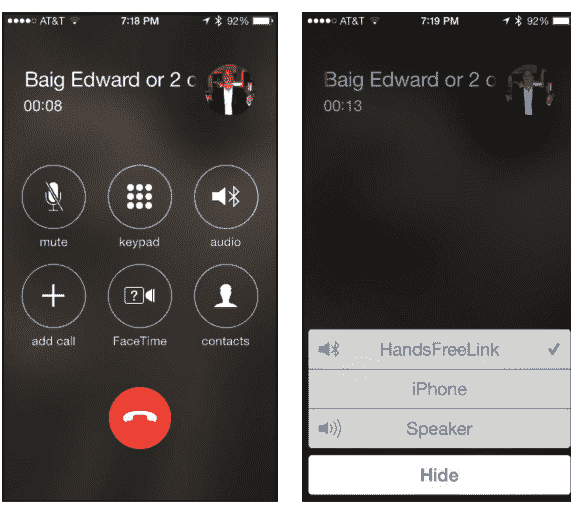 AT&T 7:18 PM 92%
Baig Edward or 2 c
00:08
mute keypad audio
add call FaceTime contacts
AT&T 7:19 PM 92%
Baig Edward or 2 o
00:13
HandsFreeLink
iPhone
Speaker
Hide